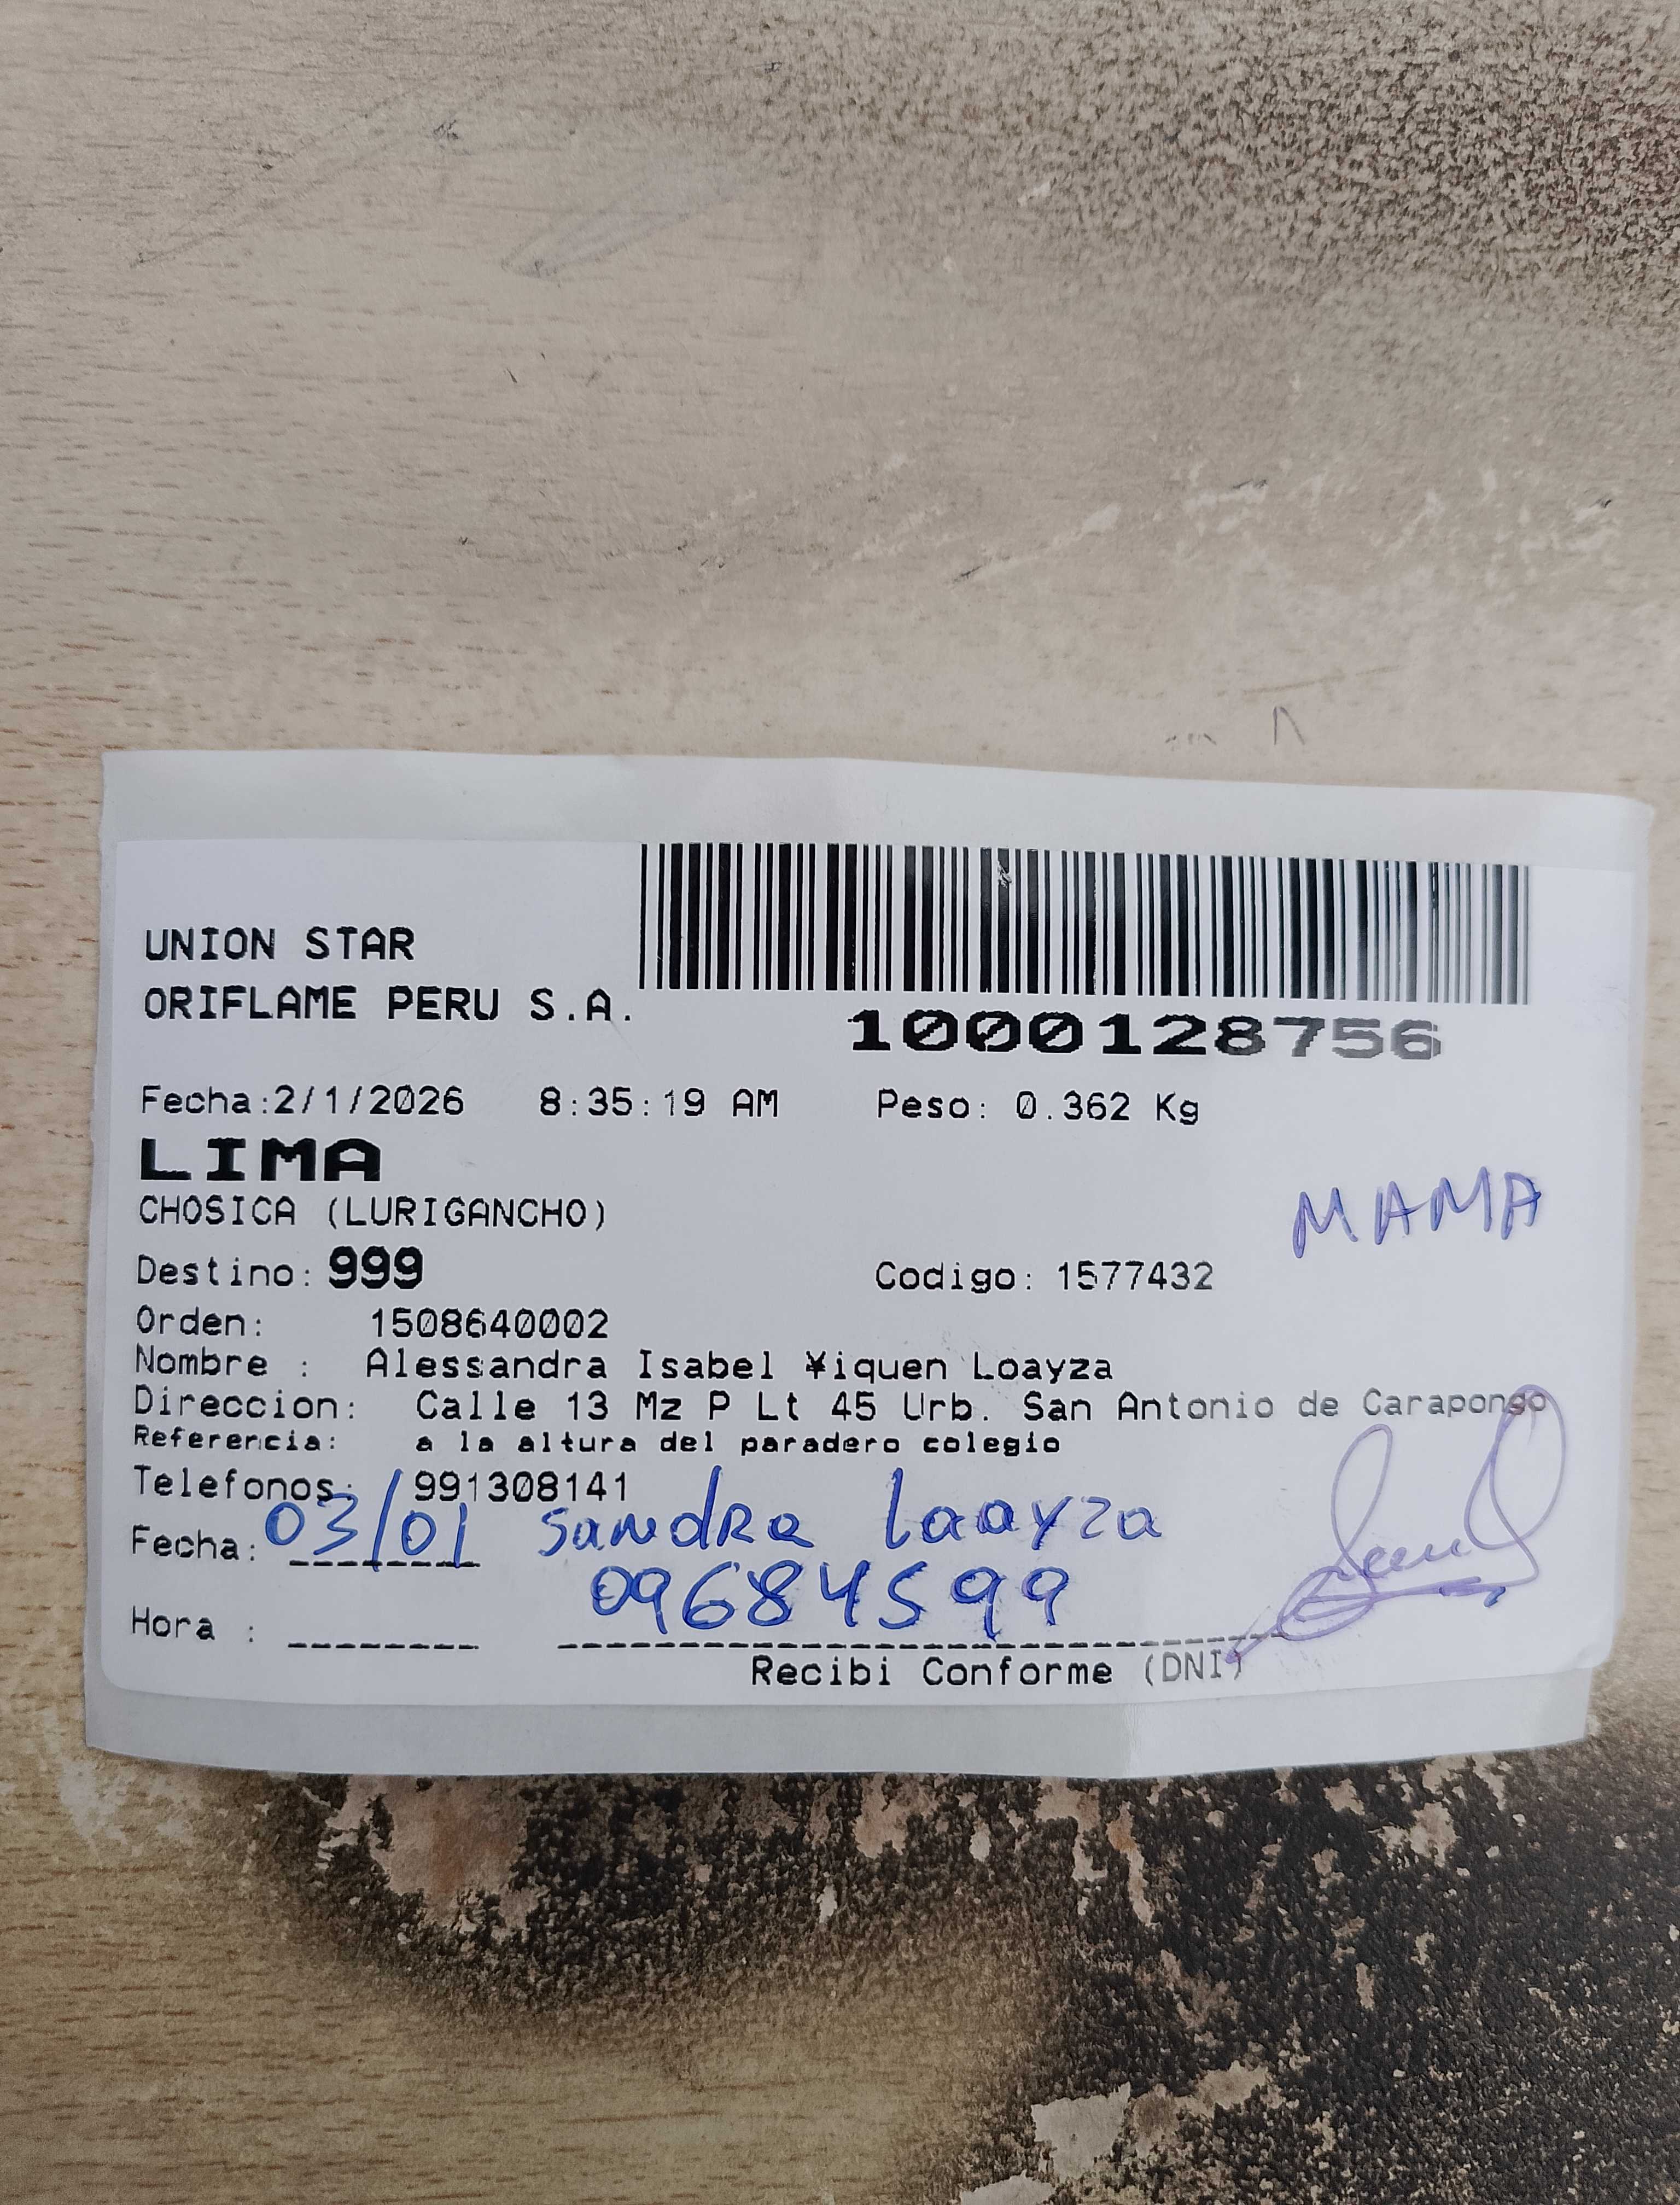 UNION STAR
ORIFLAME PERU S.A.
1000128756
Fecha:2/1/2026 8:35:19 AM Peso: 0.362 Kg
LIMA
CHOSICA (LURIGANCHO)
MAMA
Destino: 999 Codigo: 1577432
Orden: 1508640002
Nombre : Alessandra Isabel ¥iquen Loayza
Direccion: Calle 13 Mz P Lt 45 Urb. San Antonio de Carapongo
Referencia: a la altura del paradero colegio
Telefonos: 991308141
Fecha: 03/01 Sandra Loayza
09684599
Hora :
Recibi Conforme (DNI)